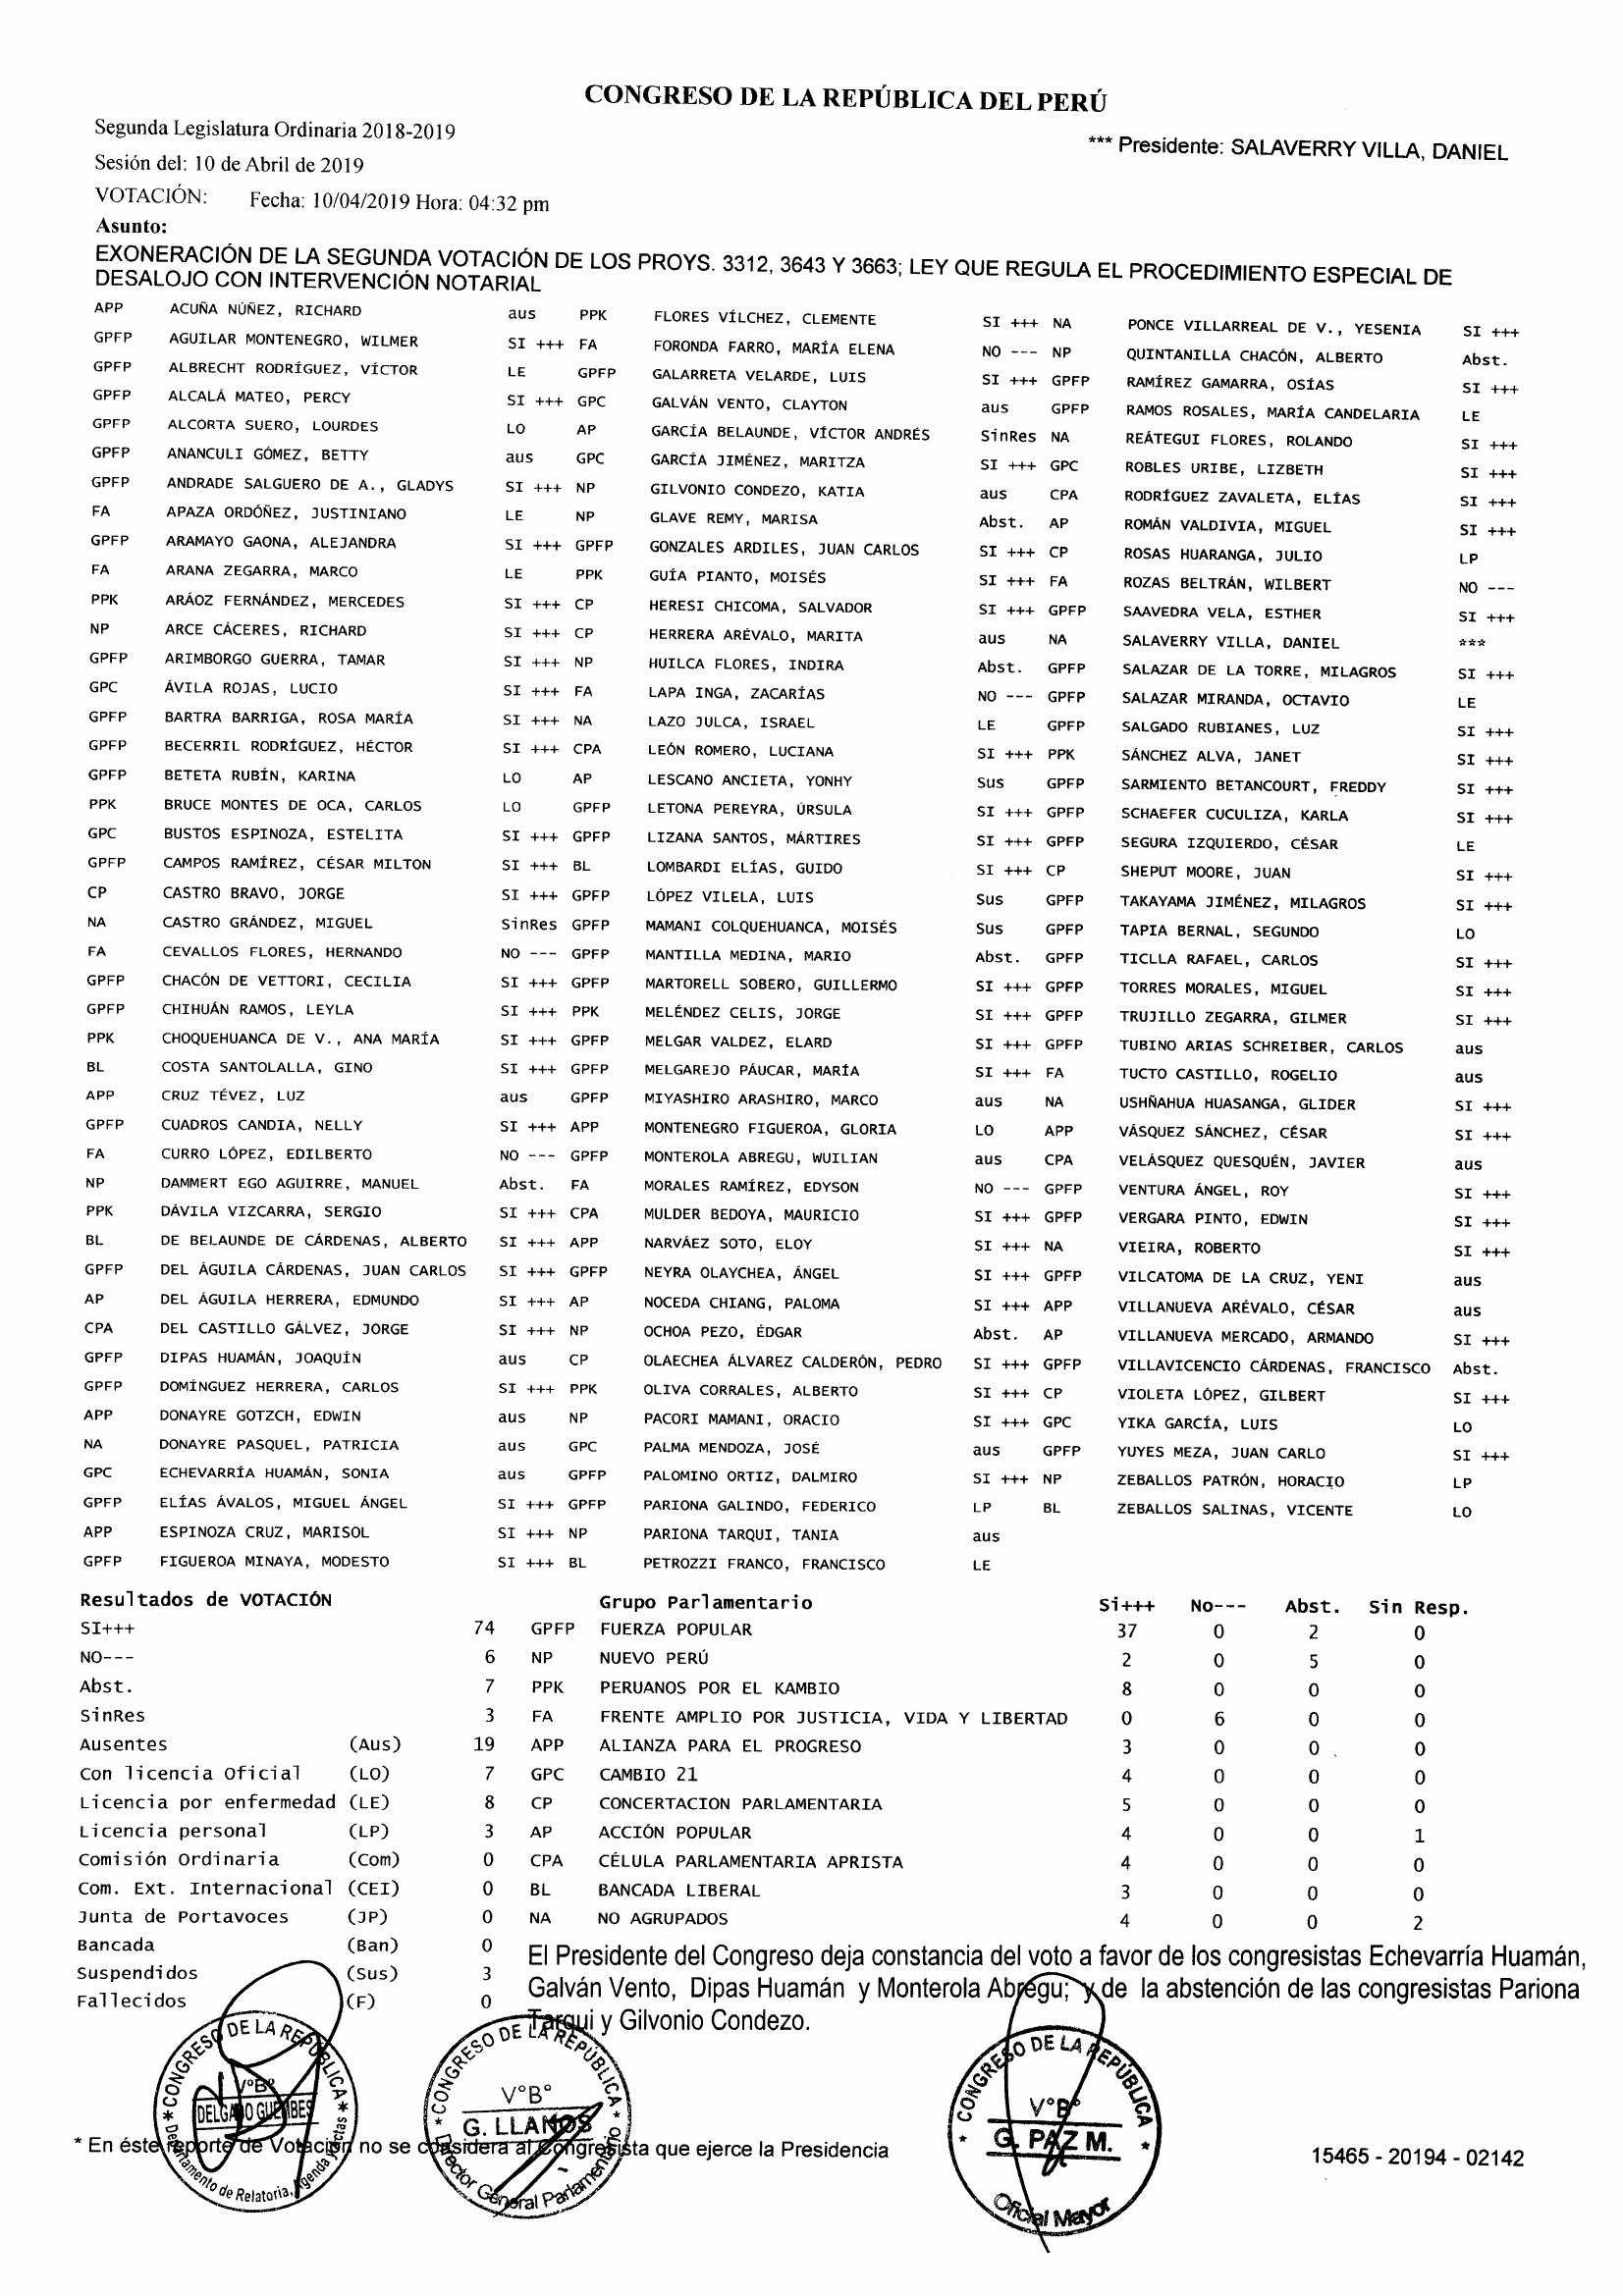 CONGRESO DE LA REPÚBLICA DEL PERÚ
Segunda Legislatura Ordinaria 2018-2019
*** Presidente: SALAVERRY VILLA, DANIEL
Sesión del: 10 de Abril de 2019
VOTACIÓN: Fecha: 10/04/2019 Hora: 04:32 pm
Asunto:
EXONERACIÓN DE LA SEGUNDA VOTACIÓN DE LOS PROYS. 3312, 3643 Y 3663; LEY QUE REGULA EL PROCEDIMIENTO ESPECIAL DE
DESALOJO CON INTERVENCIÓN NOTARIAL
APP ACUÑA NÚÑEZ, RICHARD aus PPK FLORES VÍLCHEZ, CLEMENTE SI +++ NA PONCE VILLARREAL DE V., YESENIA SI +++
GPFP AGUILAR MONTENEGRO, WILMER SI +++ FA FORONDA FARRO, MARÍA ELENA NO --- NP QUINTANILLA CHACÓN, ALBERTO Abst.
GPFP ALBRECHT RODRÍGUEZ, VÍCTOR LE GPFP GALARRETA VELARDE, LUIS SI +++ GPFP RAMÍREZ GAMARRA, OSÍAS SI +++
GPFP ALCALÁ MATEO, PERCY SI +++ GPC GALVÁN VENTO, CLAYTON aus GPFP RAMOS ROSALES, MARÍA CANDELARIA LE
GPFP ALCORTA SUERO, LOURDES LO AP GARCÍA BELAUNDE, VÍCTOR ANDRÉS SinRes NA REÁTEGUI FLORES, ROLANDO SI +++
GPFP ANANCULI GÓMEZ, BETTY aus GPC GARCÍA JIMÉNEZ, MARITZA SI +++ GPC ROBLES URIBE, LIZBETH SI +++
GPFP ANDRADE SALGUERO DE A., GLADYS SI +++ NP GILVONIO CONDEZO, KATIA aus CPA RODRÍGUEZ ZAVALETA, ELÍAS SI +++
FA APAZA ORDÓÑEZ, JUSTINIANO LE NP GLAVE REMY, MARISA Abst. AP ROMÁN VALDIVIA, MIGUEL SI +++
GPFP ARAMAYO GAONA, ALEJANDRA SI +++ GPFP GONZALES ARDILES, JUAN CARLOS SI +++ CP ROSAS HUARANGA, JULIO LP
FA ARANA ZEGARRA, MARCO LE PPK GUÍA PIANTO, MOISÉS SI +++ FA ROZAS BELTRÁN, WILBERT NO ---
PPK ARÁOZ FERNÁNDEZ, MERCEDES SI +++ CP HERESI CHICOMA, SALVADOR SI +++ GPFP SAAVEDRA VELA, ESTHER SI +++
NP ARCE CÁCERES, RICHARD SI +++ CP HERRERA ARÉVALO, MARITA aus NA SALAVERRY VILLA, DANIEL ***
GPFP ARIMBORGO GUERRA, TAMAR SI +++ NP HUILCA FLORES, INDIRA Abst. GPFP SALAZAR DE LA TORRE, MILAGROS SI +++
GPC ÁVILA ROJAS, LUCIO SI +++ FA LAPA INGA, ZACARÍAS NO --- GPFP SALAZAR MIRANDA, OCTAVIO LE
GPFP BARTRA BARRIGA, ROSA MARÍA SI +++ NA LAZO JULCA, ISRAEL LE GPFP SALGADO RUBIANES, LUZ SI +++
GPFP BECERRIL RODRÍGUEZ, HÉCTOR SI +++ CPA LEÓN ROMERO, LUCIANA SI +++ PPK SÁNCHEZ ALVA, JANET SI +++
GPFP BETETA RUBÍN, KARINA LO AP LESCANO ANCIETA, YONHY Sus GPFP SARMIENTO BETANCOURT, FREDDY SI +++
PPK BRUCE MONTES DE OCA, CARLOS LO GPFP LETONA PEREYRA, ÚRSULA SI +++ GPFP SCHAEFER CUCULIZA, KARLA SI +++
GPC BUSTOS ESPINOZA, ESTELITA SI +++ GPFP LIZANA SANTOS, MÁRTIRES SI +++ GPFP SEGURA IZQUIERDO, CÉSAR LE
GPFP CAMPOS RAMÍREZ, CÉSAR MILTON SI +++ BL LOMBARDI ELÍAS, GUIDO SI +++ CP SHEPUT MOORE, JUAN SI +++
CP CASTRO BRAVO, JORGE SI +++ GPFP LÓPEZ VILELA, LUIS Sus GPFP TAKAYAMA JIMÉNEZ, MILAGROS SI +++
NA CASTRO GRÁNDEZ, MIGUEL SinRes GPFP MAMANI COLQUEHUANCA, MOISÉS Sus GPFP TAPIA BERNAL, SEGUNDO LO
FA CEVALLOS FLORES, HERNANDO NO --- GPFP MANTILLA MEDINA, MARIO Abst. GPFP TICLLA RAFAEL, CARLOS SI +++
GPFP CHACÓN DE VETTORI, CECILIA SI +++ GPFP MARTORELL SOBERO, GUILLERMO SI +++ GPFP TORRES MORALES, MIGUEL SI +++
GPFP CHIHUÁN RAMOS, LEYLA SI +++ PPK MELÉNDEZ CELIS, JORGE SI +++ GPFP TRUJILLO ZEGARRA, GILMER SI +++
PPK CHOQUEHUANCA DE V., ANA MARÍA SI +++ GPFP MELGAR VALDEZ, ELARD SI +++ GPFP TUBINO ARIAS SCHREIBER, CARLOS aus
BL COSTA SANTOLALLA, GINO SI +++ GPFP MELGAREJO PÁUCAR, MARÍA SI +++ FA TUCTO CASTILLO, ROGELIO aus
APP CRUZ TÉVEZ, LUZ aus GPFP MIYASHIRO ARASHIRO, MARCO aus NA USHÑAHUA HUASANGA, GLIDER SI +++
GPFP CUADROS CANDIA, NELLY SI +++ APP MONTENEGRO FIGUEROA, GLORIA LO APP VÁSQUEZ SÁNCHEZ, CÉSAR SI +++
FA CURRO LÓPEZ, EDILBERTO NO --- GPFP MONTEROLA ABREGU, WUILIAN aus CPA VELÁSQUEZ QUESQUÉN, JAVIER aus
NP DAMMERT EGO AGUIRRE, MANUEL Abst. FA MORALES RAMÍREZ, EDYSON NO --- GPFP VENTURA ÁNGEL, ROY SI +++
PPK DÁVILA VIZCARRA, SERGIO SI +++ CPA MULDER BEDOYA, MAURICIO SI +++ GPFP VERGARA PINTO, EDWIN SI +++
BL DE BELAUNDE DE CÁRDENAS, ALBERTO SI +++ APP NARVÁEZ SOTO, ELOY SI +++ NA VIEIRA, ROBERTO SI +++
GPFP DEL ÁGUILA CÁRDENAS, JUAN CARLOS SI +++ GPFP NEYRA OLAYCHEA, ÁNGEL SI +++ GPFP VILCATOMA DE LA CRUZ, YENI aus
AP DEL ÁGUILA HERRERA, EDMUNDO SI +++ AP NOCEDA CHIANG, PALOMA SI +++ APP VILLANUEVA ARÉVALO, CÉSAR aus
CPA DEL CASTILLO GÁLVEZ, JORGE SI +++ NP OCHOA PEZO, ÉDGAR Abst. AP VILLANUEVA MERCADO, ARMANDO SI +++
GPFP DIPAS HUAMÁN, JOAQUÍN aus CP OLAECHEA ÁLVAREZ CALDERÓN, PEDRO SI +++ GPFP VILLAVICENCIO CÁRDENAS, FRANCISCO Abst.
GPFP DOMÍNGUEZ HERRERA, CARLOS SI +++ PPK OLIVA CORRALES, ALBERTO SI +++ CP VIOLETA LÓPEZ, GILBERT SI +++
APP DONAYRE GOTZCH, EDWIN aus NP PACORI MAMANI, ORACIO SI +++ GPC YIKA GARCÍA, LUIS LO
NA DONAYRE PASQUEL, PATRICIA aus GPC PALMA MENDOZA, JOSÉ aus GPFP YUYES MEZA, JUAN CARLO SI +++
GPC ECHEVARRÍA HUAMÁN, SONIA aus GPFP PALOMINO ORTIZ, DALMIRO SI +++ NP ZEBALLOS PATRÓN, HORACIO LP
GPFP ELÍAS ÁVALOS, MIGUEL ÁNGEL SI +++ GPFP PARIONA GALINDO, FEDERICO LP BL ZEBALLOS SALINAS, VICENTE LO
APP ESPINOZA CRUZ, MARISOL SI +++ NP PARIONA TARQUI, TANIA aus
GPFP FIGUEROA MINAYA, MODESTO SI +++ BL PETROZZI FRANCO, FRANCISCO LE
Resultados de VOTACIÓN Grupo Parlamentario Si+++ No--- Abst. Sin Resp.
SI+++ 74 GPFP FUERZA POPULAR 37 0 2 0
NO--- 6 NP NUEVO PERÚ 2 0 5 0
Abst. 7 PPK PERUANOS POR EL KAMBIO 8 0 0 0
SinRes 3 FA FRENTE AMPLIO POR JUSTICIA, VIDA Y LIBERTAD 0 6 0 0
Ausentes (Aus) 19 APP ALIANZA PARA EL PROGRESO 3 0 0 0
Con licencia Oficial (LO) 7 GPC CAMBIO 21 4 0 0 0
Licencia por enfermedad (LE) 8 CP CONCERTACION PARLAMENTARIA 5 0 0 0
Licencia personal (LP) 3 AP ACCIÓN POPULAR 4 0 0 1
Comisión Ordinaria (Com) 0 CPA CÉLULA PARLAMENTARIA APRISTA 4 0 0 0
Com. Ext. Internacional (CEI) 0 BL BANCADA LIBERAL 3 0 0 0
Junta de Portavoces (JP) 0 NA NO AGRUPADOS 4 0 0 2
Bancada (Ban) 0
Suspendidos (Sus) 3
Fallecidos (F) 0
El Presidente del Congreso deja constancia del voto a favor de los congresistas Echevarría Huamán,
Galván Vento, Dipas Huamán y Monterola Abregu; y de la abstención de las congresistas Pariona
Tarqui y Gilvonio Condezo.
* CONGRESO DE LA REPÚBLICA *
V°B°
DELGADO GUEMBES
Departamento de Relatoría, Agenda y Actas
* CONGRESO DE LA REPÚBLICA *
V°B°
G. LLANOS
Director General Parlamentario
* CONGRESO DE LA REPÚBLICA *
V°B°
G. PAZ M.
Oficial Mayor
* En éste reporte de Votación no se considera al Congresista que ejerce la Presidencia
15465 - 20194 - 02142